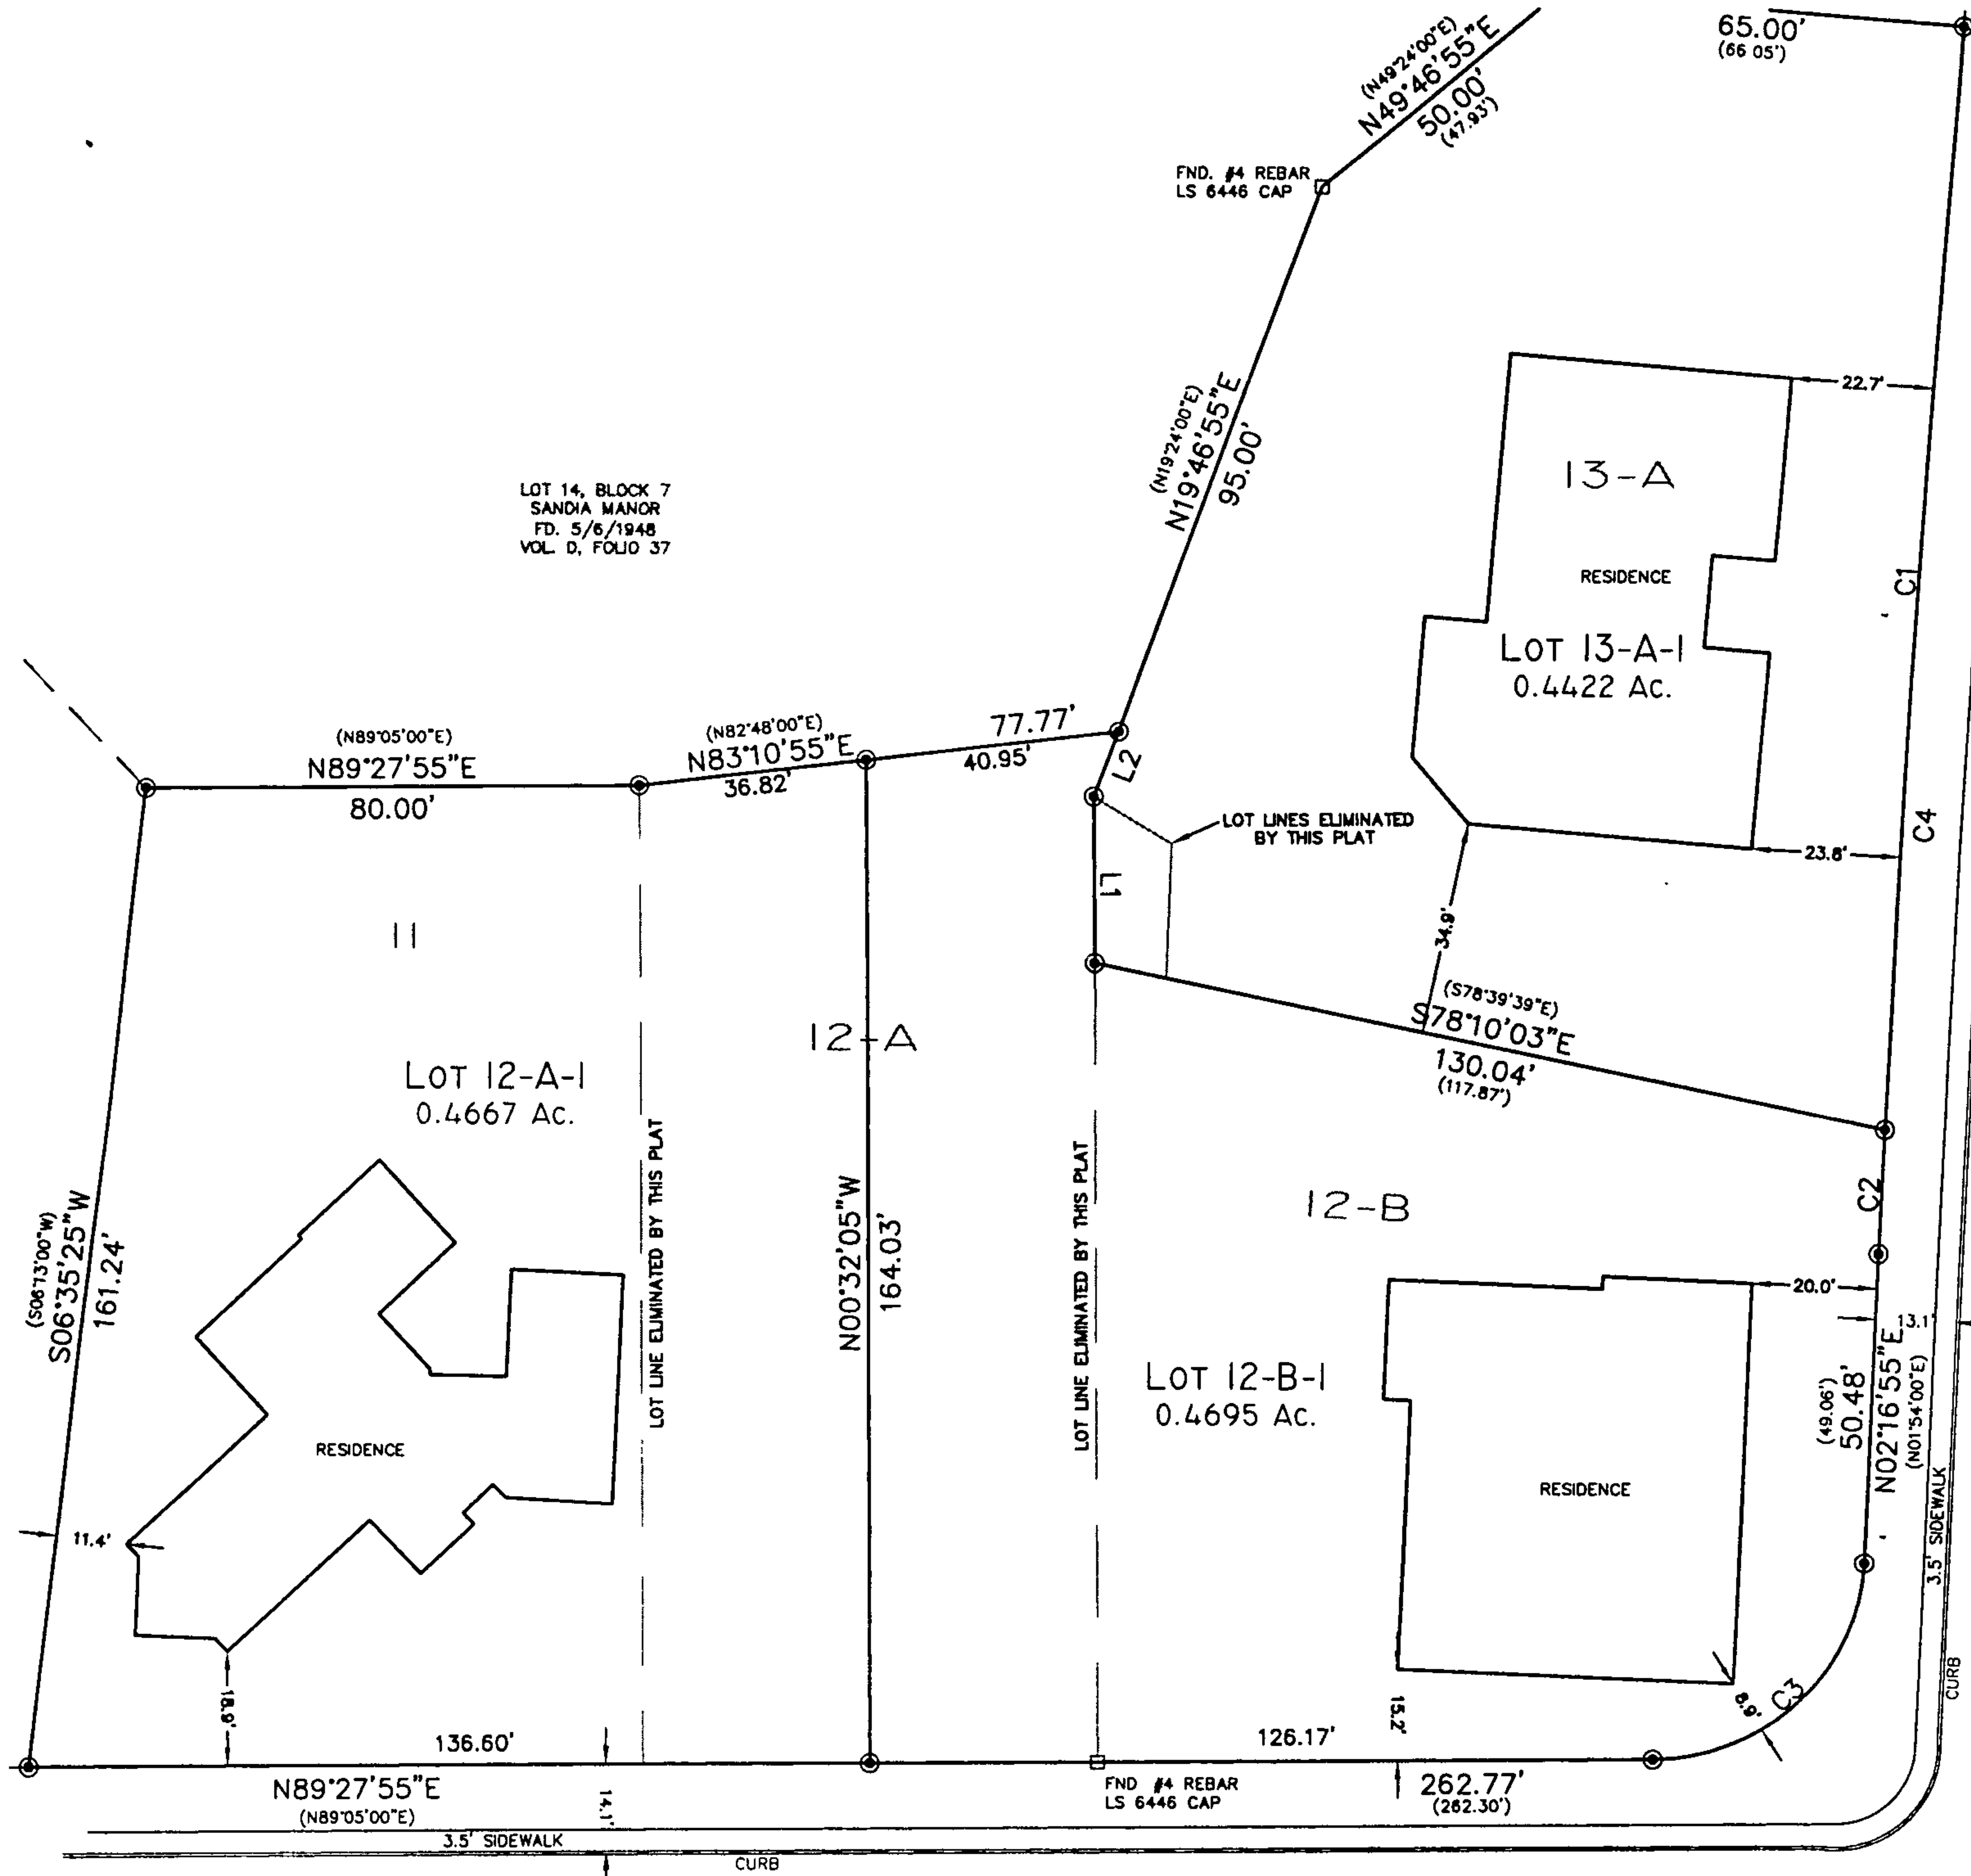 65.00'
(66 05')
(N49°24'00"E)
N49°46'55"E
50.00'
(47.93')
FND. #4 REBAR
LS 6446 CAP
22.7'
(N19°24'00"E)
N19°46'55"E
95.00'
13-A
RESIDENCE
LOT 13-A-1
0.4422 AC.
C1
LOT 14, BLOCK 7
SANDIA MANOR
FD. 5/6/1948
VOL. D, FOLIO 37
(N89°05'00"E)
N89°27'55"E
80.00'
(N82°48'00"E)
N83°10'55"E
36.82'
77.77'
40.95'
L2
LOT LINES ELIMINATED
BY THIS PLAT
L1
23.8'
C4
34.9'
11
12-A
(S78°39'39"E)
S78°10'03"E
130.04'
(117.87')
LOT 12-A-1
0.4667 AC.
LOT LINE ELIMINATED BY THIS PLAT
N00°32'05"W
164.03'
LOT LINE ELIMINATED BY THIS PLAT
12-B
C2
(S06°13'00"W)
S06°35'25"W
161.24'
20.0'
13.1'
LOT 12-B-1
0.4695 AC.
(49.06')
50.48'
N02°16'55"E
(N01°54'00"E)
RESIDENCE
RESIDENCE
11.4'
3.5' SIDEWALK
CURB
18.9'
15.2'
8.9'
C3
136.60'
126.17'
N89°27'55"E
(N89°05'00"E)
14.1'
FND #4 REBAR
LS 6446 CAP
262.77'
(262.30')
3.5' SIDEWALK
CURB